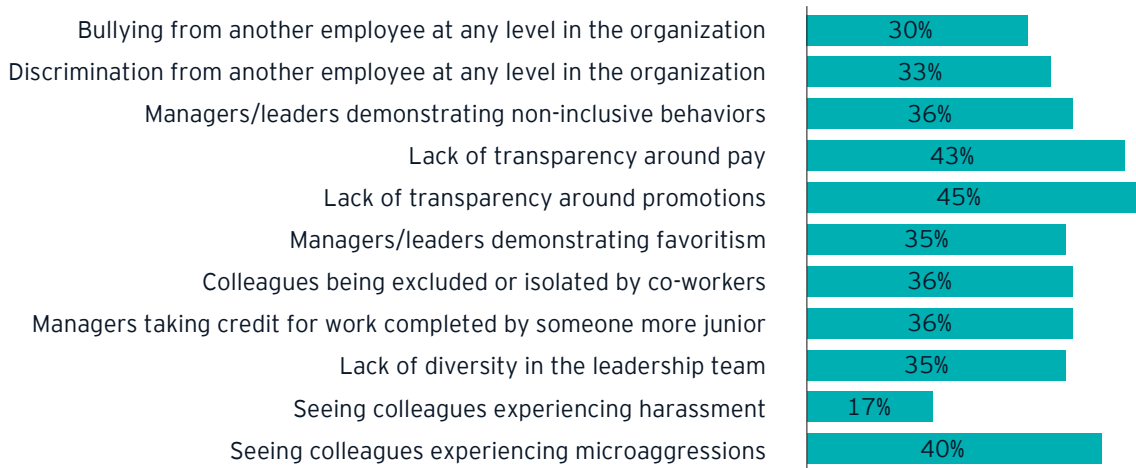 Bullying from another employee at any level in the organization 30%
Discrimination from another employee at any level in the organization 33%
Managers/leaders demonstrating non-inclusive behaviors 36%
Lack of transparency around pay 43%
Lack of transparency around promotions 45%
Managers/leaders demonstrating favoritism 35%
Colleagues being excluded or isolated by co-workers 36%
Managers taking credit for work completed by someone more junior 36%
Lack of diversity in the leadership team 35%
Seeing colleagues experiencing harassment 17%
Seeing colleagues experiencing microaggressions 40%